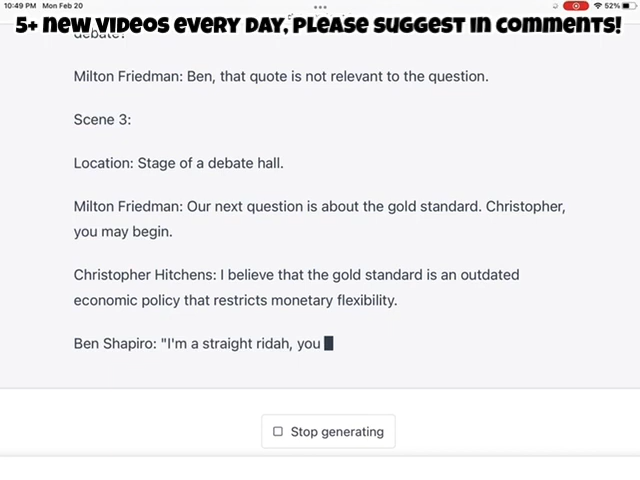 10:49 PM Mon Feb 20
52%
5+ new videos every day, please suggest in comments!
debate?
Milton Friedman: Ben, that quote is not relevant to the question.
Scene 3:
Location: Stage of a debate hall.
Milton Friedman: Our next question is about the gold standard. Christopher,
you may begin.
Christopher Hitchens: I believe that the gold standard is an outdated
economic policy that restricts monetary flexibility.
Ben Shapiro: "I'm a straight ridah, you
Stop generating